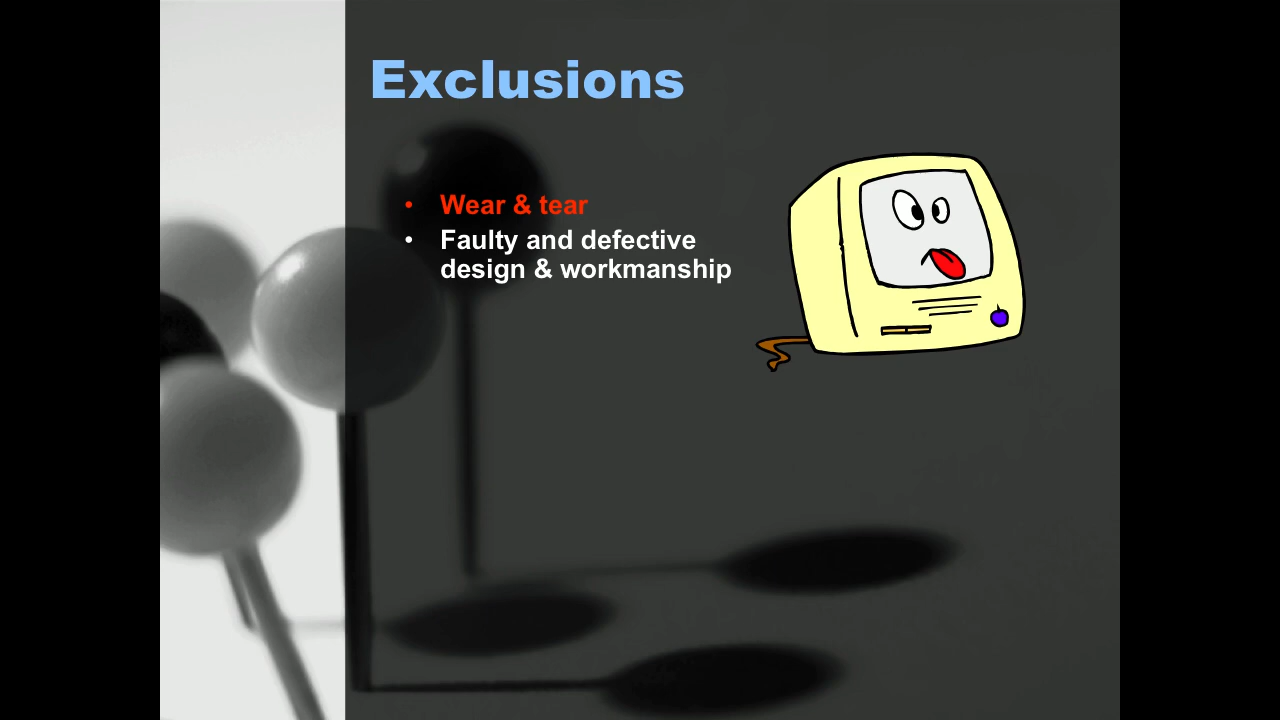 Exclusions
• Wear & tear
• Faulty and defective
design & workmanship